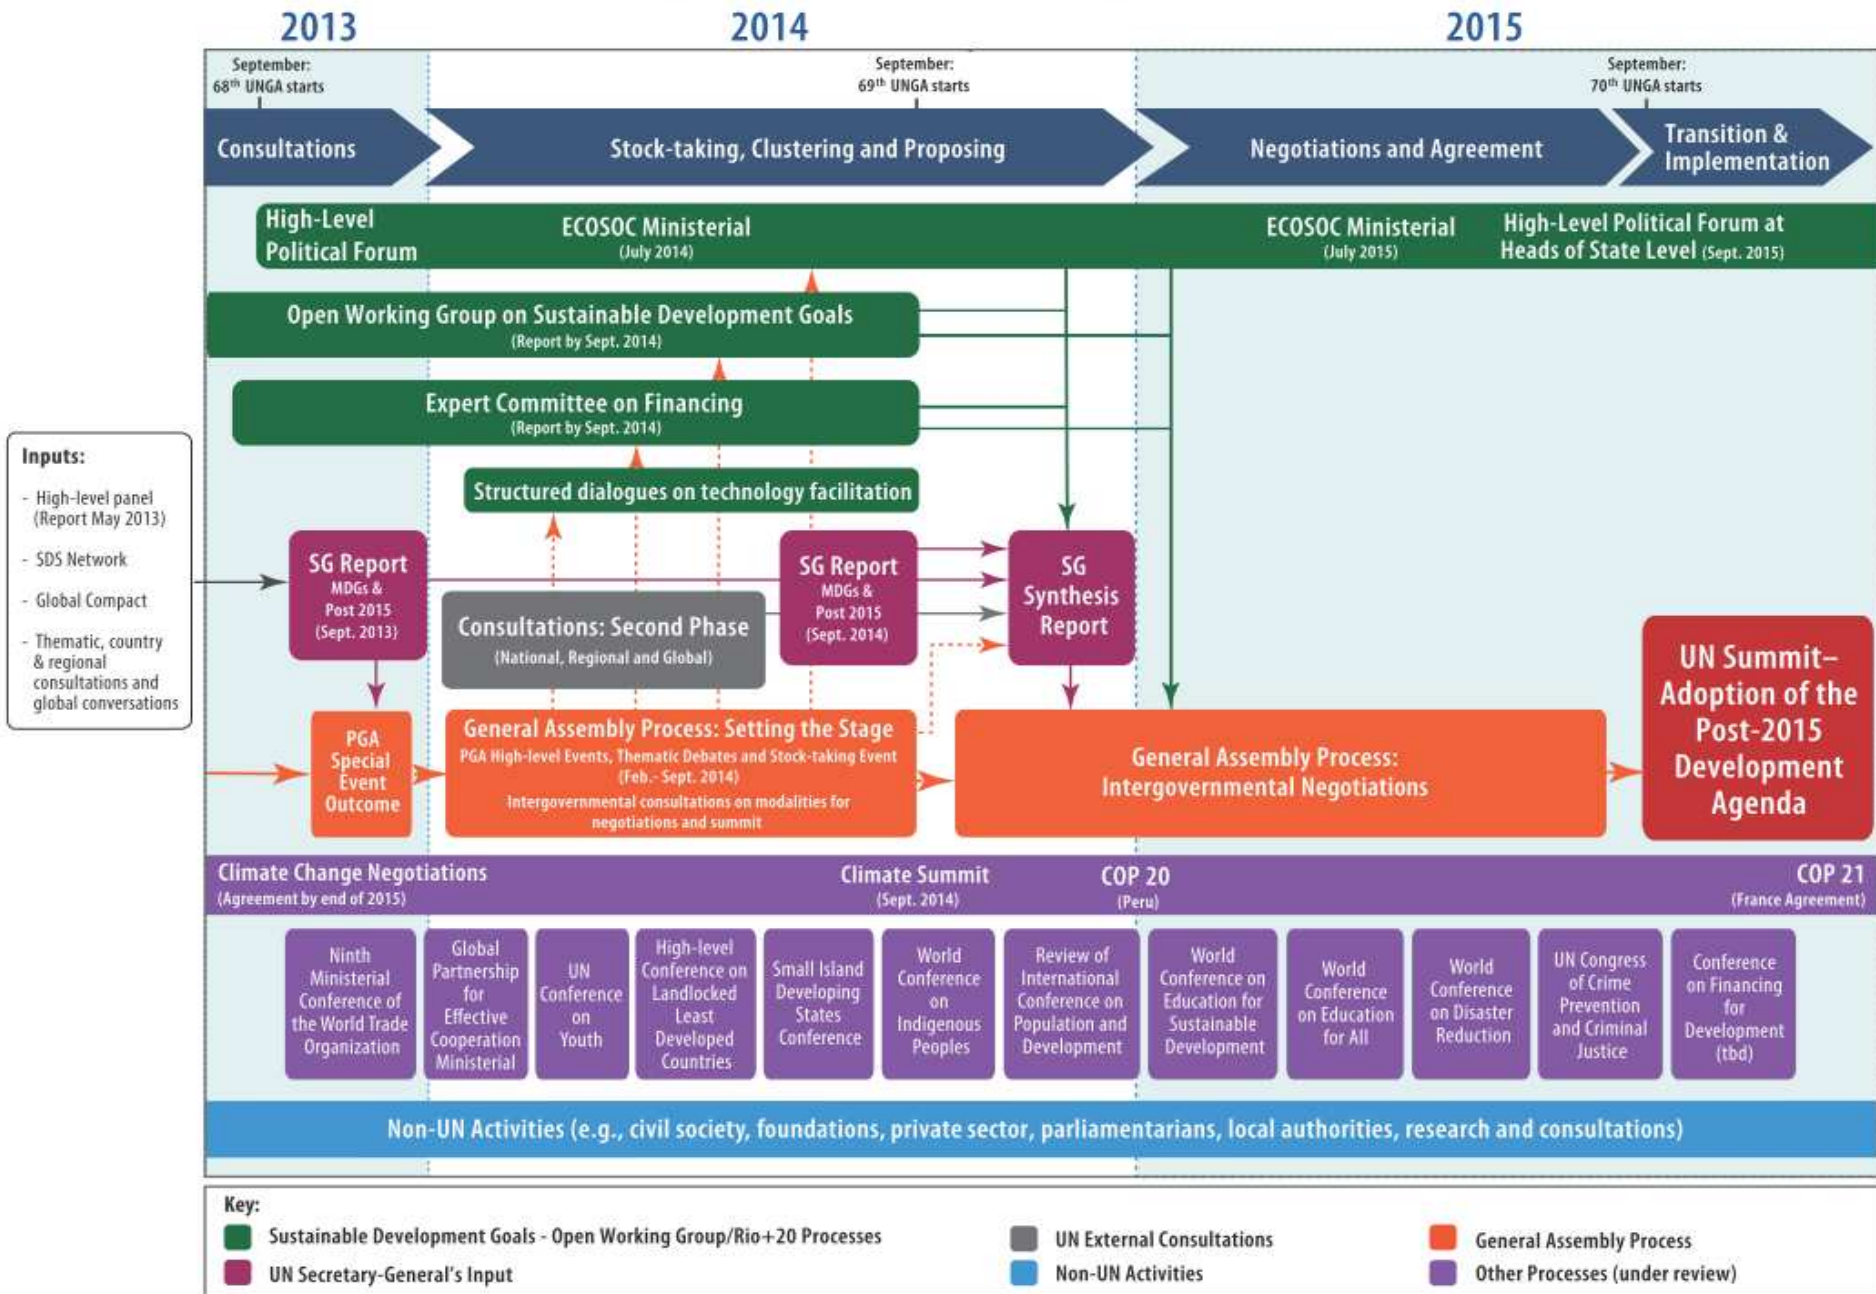 2013
2014
2015
September:
68th UNGA starts
September:
69th UNGA starts
September:
70th UNGA starts
Consultations
Stock-taking, Clustering and Proposing
Negotiations and Agreement
Transition &
Implementation
High-Level
Political Forum
ECOSOC Ministerial
(July 2014)
ECOSOC Ministerial
(July 2015)
High-Level Political Forum at
Heads of State Level (Sept. 2015)
Open Working Group on Sustainable Development Goals
(Report by Sept. 2014)
Expert Committee on Financing
(Report by Sept. 2014)
Structured dialogues on technology facilitation
Inputs:
- High-level panel
(Report May 2013)
- SDS Network
- Global Compact
- Thematic, country
& regional
consultations and
global conversations
SG Report
MDGs &
Post 2015
(Sept. 2013)
Consultations: Second Phase
(National, Regional and Global)
SG Report
MDGs &
Post 2015
(Sept. 2014)
SG
Synthesis
Report
PGA
Special
Event
Outcome
General Assembly Process: Setting the Stage
PGA High-level Events, Thematic Debates and Stock-taking Event
(Feb.- Sept. 2014)
Intergovernmental consultations on modalities for
negotiations and summit
General Assembly Process:
Intergovernmental Negotiations
UN Summit–
Adoption of the
Post-2015
Development
Agenda
Climate Change Negotiations
(Agreement by end of 2015)
Climate Summit
(Sept. 2014)
COP 20
(Peru)
COP 21
(France Agreement)
Ninth
Ministerial
Conference of
the World Trade
Organization
Global
Partnership
for
Effective
Cooperation
Ministerial
UN
Conference
on
Youth
High-level
Conference on
Landlocked
Least
Developed
Countries
Small Island
Developing
States
Conference
World
Conference
on
Indigenous
Peoples
Review of
International
Conference on
Population and
Development
World
Conference on
Education for
Sustainable
Development
World
Conference
on Education
for All
World
Conference
on Disaster
Reduction
UN Congress
of Crime
Prevention
and Criminal
Justice
Conference
on Financing
for
Development
(tbd)
Non-UN Activities (e.g., civil society, foundations, private sector, parliamentarians, local authorities, research and consultations)
Key:
Sustainable Development Goals - Open Working Group/Rio+20 Processes
UN Secretary-General's Input
UN External Consultations
Non-UN Activities
General Assembly Process
Other Processes (under review)